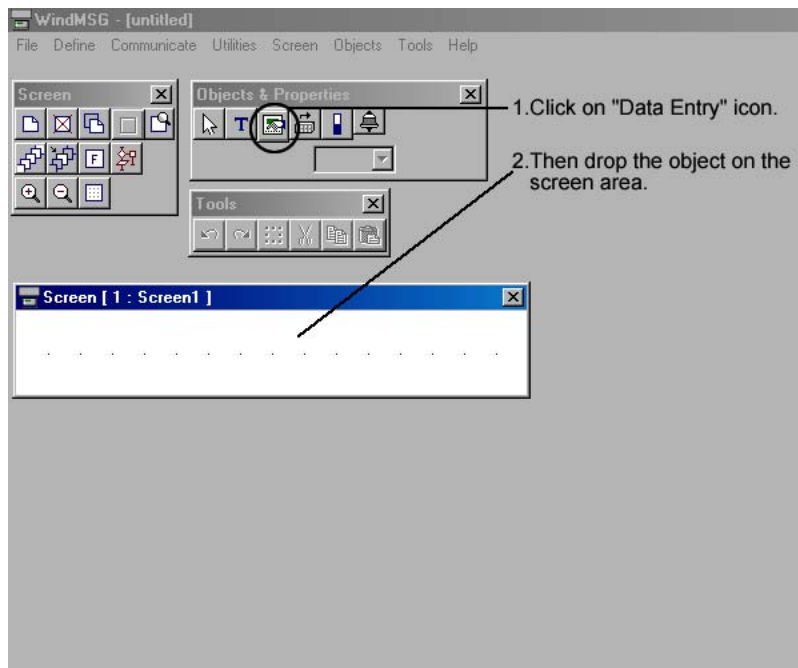 WindMSG - [untitled]
File Define Communicate Utilities Screen Objects Tools Help
Screen
Objects & Properties
T
F
1.Click on "Data Entry" icon.
2.Then drop the object on the
screen area.
Tools
Screen [ 1 : Screen1 ]